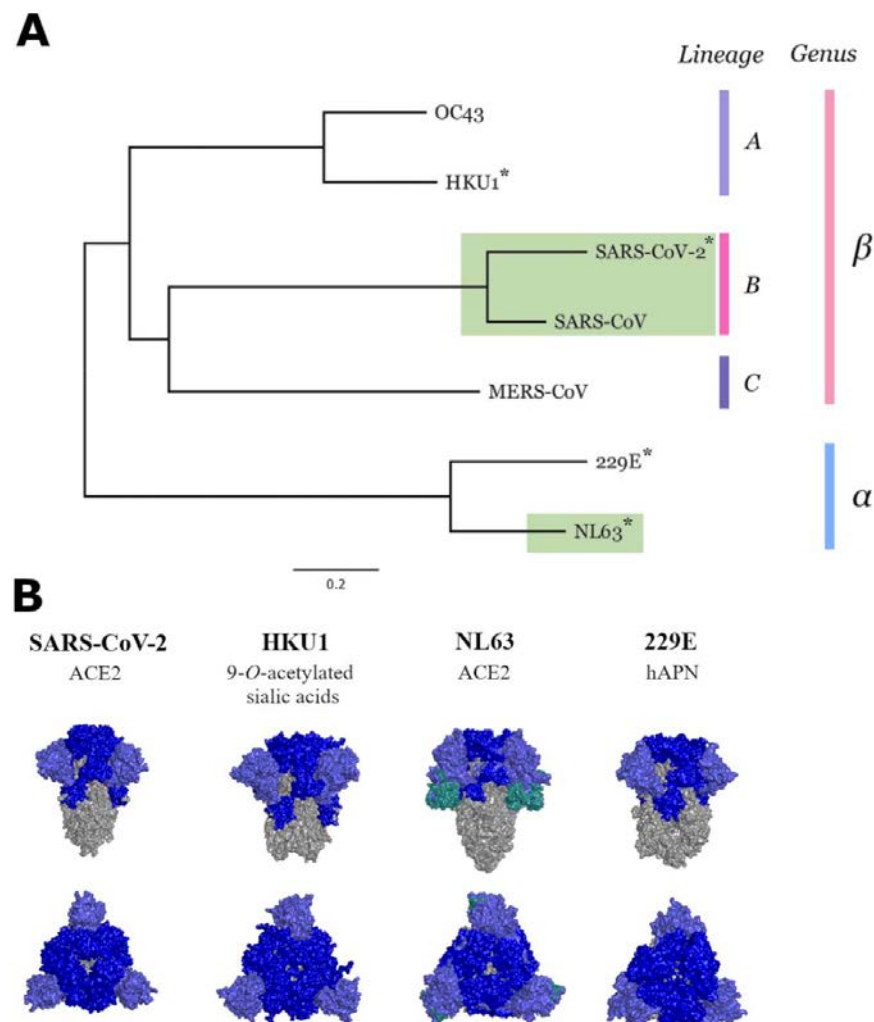 A
Lineage Genus
OC43
A
HKU1*
β
SARS-CoV-2*
B
SARS-CoV
C
MERS-CoV
229E*
α
NL63*
0.2
B
SARS-CoV-2 HKU1 NL63 229E
ACE2 9-O-acetylated ACE2 hAPN
sialic acids